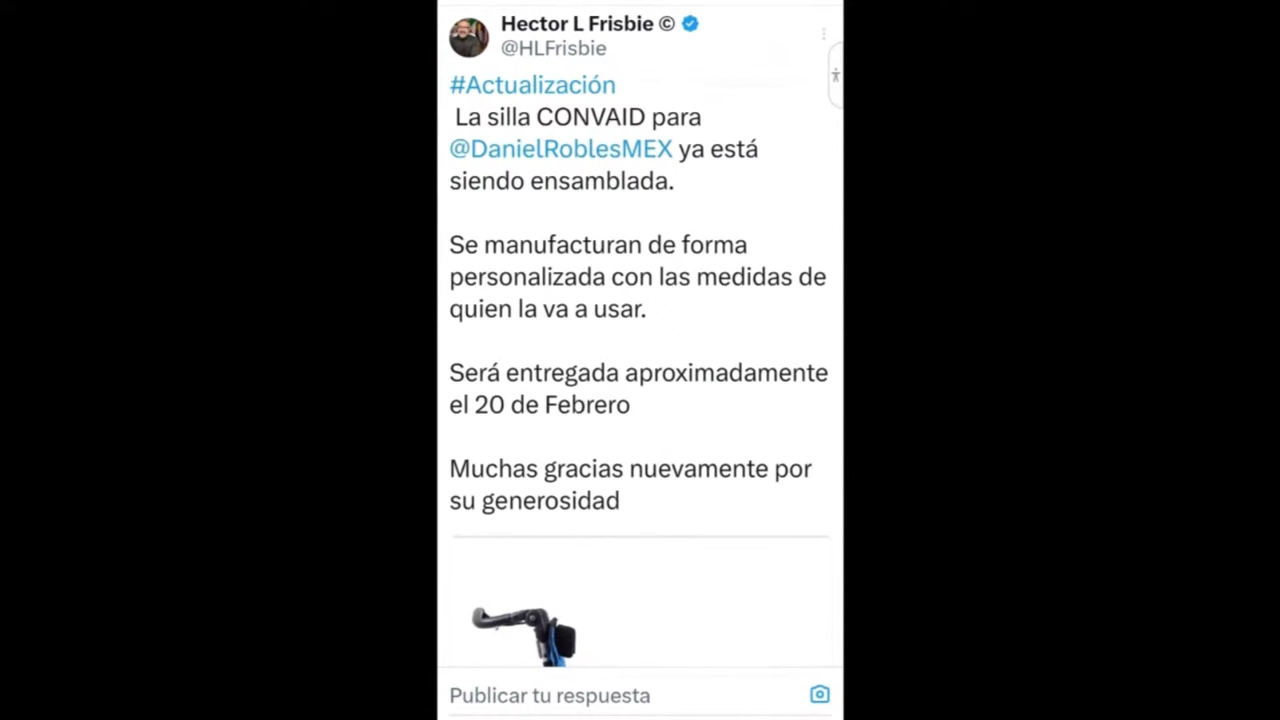 Hector L Frisbie ©
@HLFrisbie
#Actualización
La silla CONVAID para
@DanielRoblesMEX ya está
siendo ensamblada.
Se manufacturan de forma
personalizada con las medidas de
quien la va a usar.
Será entregada aproximadamente
el 20 de Febrero
Muchas gracias nuevamente por
su generosidad
Publicar tu respuesta